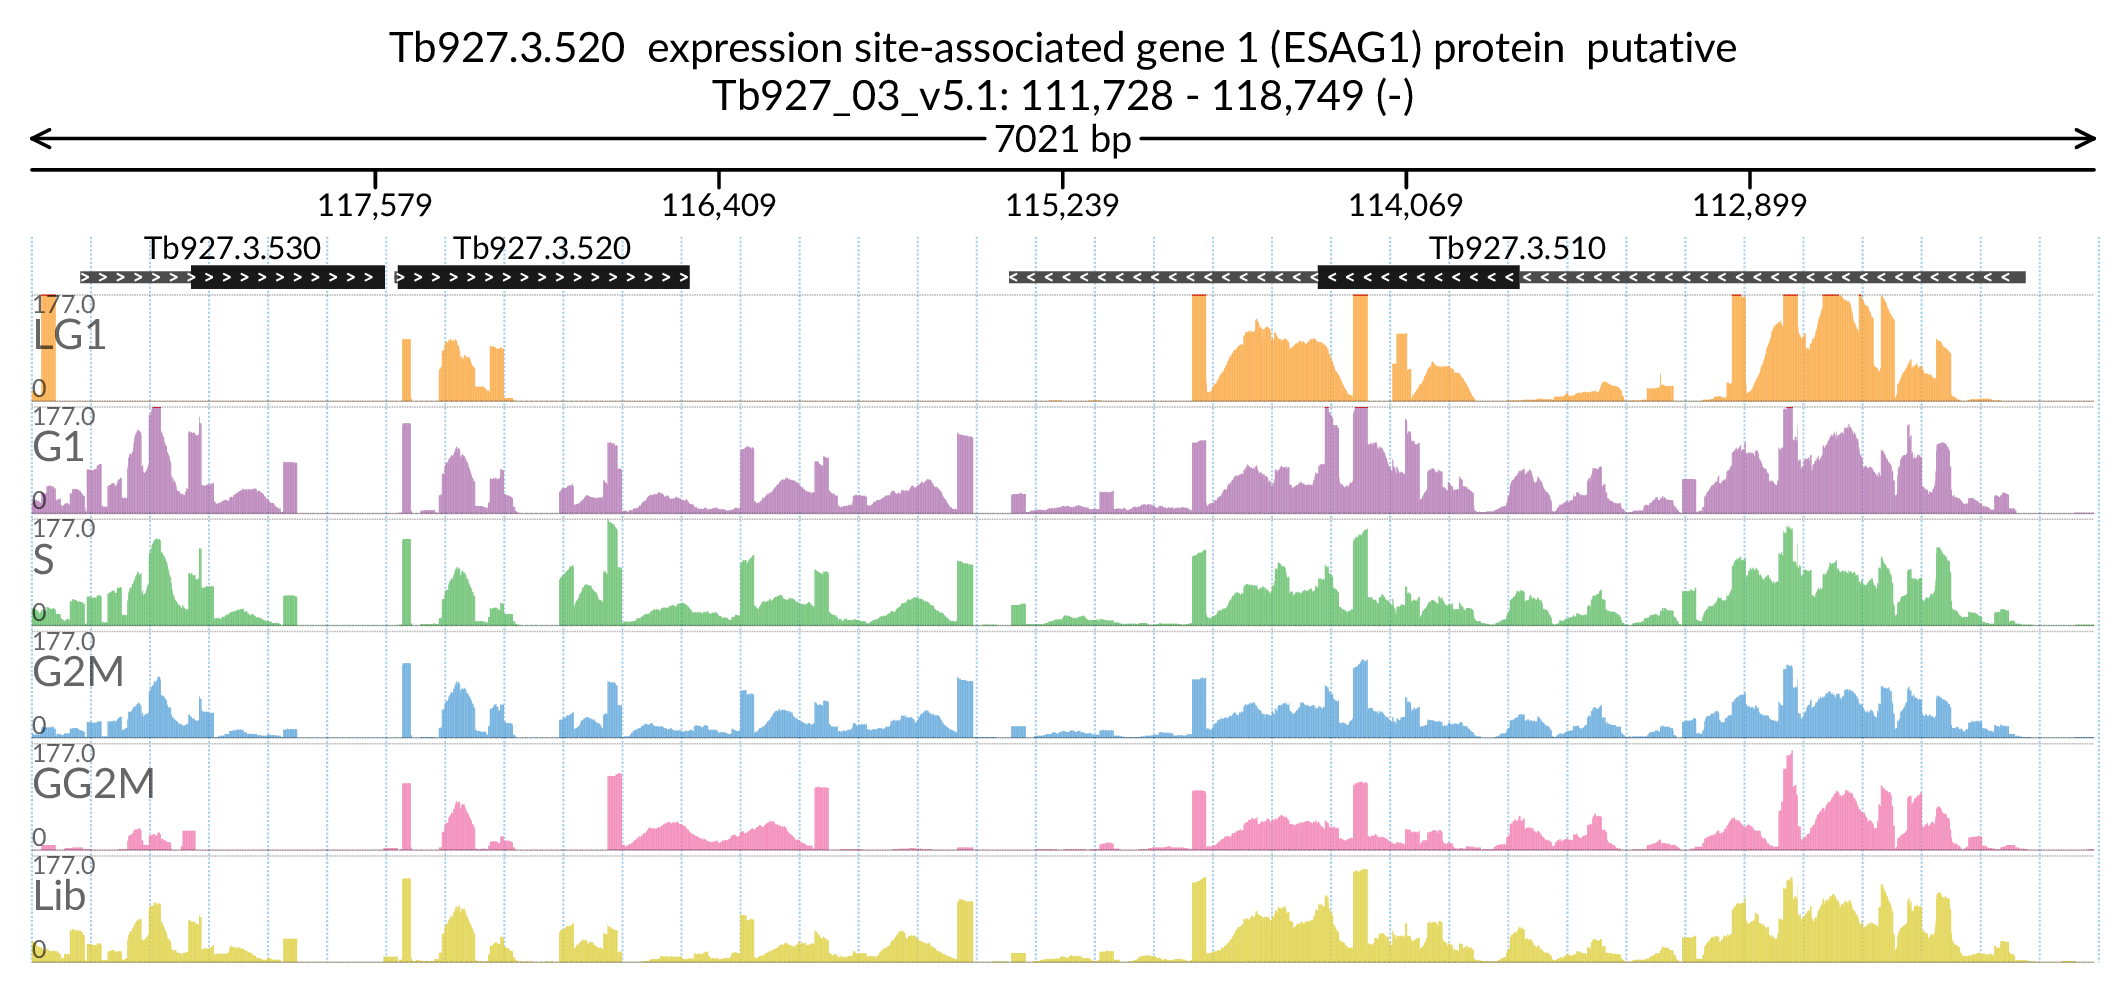 Tb927.3.520  expression site-associated gene 1 (ESAG1) protein  putative
Tb927_03_v5.1: 111,728 - 118,749 (-)
7021 bp
117,579 116,409 115,239 114,069 112,899
Tb927.3.530 Tb927.3.520 Tb927.3.510
177.0
LG1
0
177.0
G1
0
177.0
S
0
177.0
G2M
0
177.0
GG2M
0
177.0
Lib
0